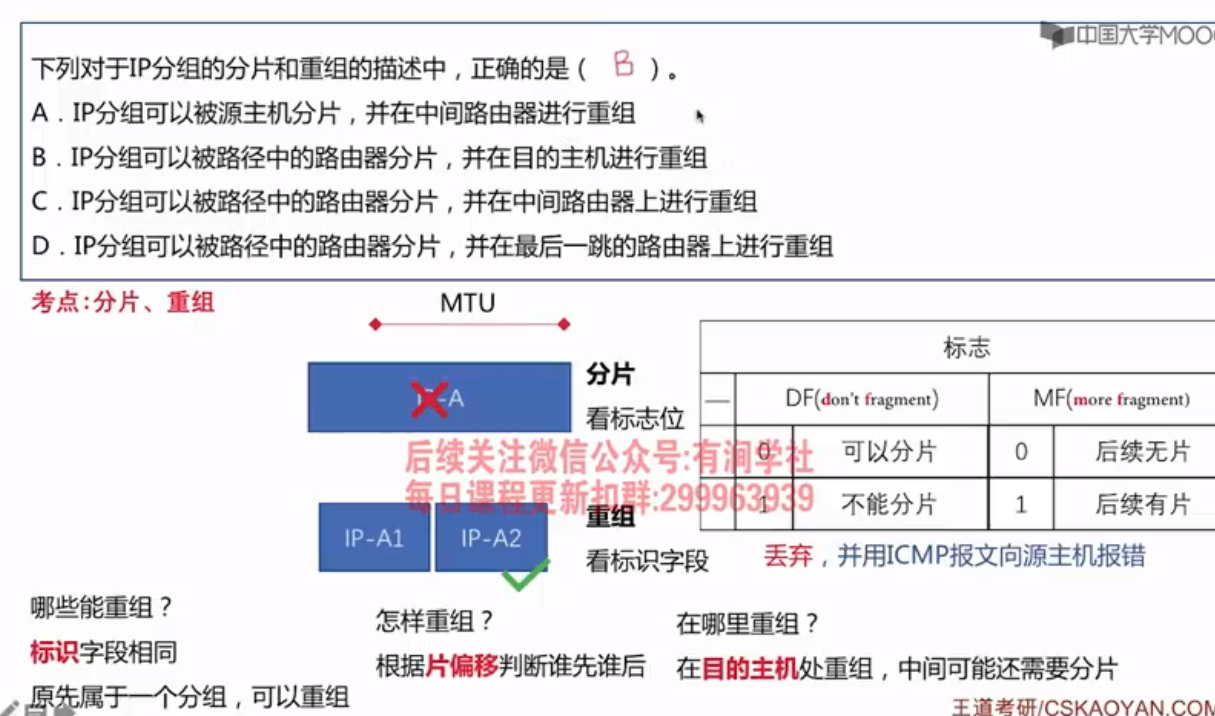 中国大学MOO
下列对于IP分组的分片和重组的描述中，正确的是（ B ）。
A．IP分组可以被源主机分片，并在中间路由器进行重组
B．IP分组可以被路径中的路由器分片，并在目的主机进行重组
C．IP分组可以被路径中的路由器分片，并在中间路由器上进行重组
D．IP分组可以被路径中的路由器分片，并在最后一跳的路由器上进行重组
考点:分片、重组
MTU
标志
分片
看标志位
— DF(don't fragment) MF(more fragment)
0 可以分片 0 后续无片
1 不能分片 1 后续有片
后续关注微信公众号:有涧学社
每日课程更新扣群:299963939
IP-A1 IP-A2
重组
看标识字段
丢弃，并用ICMP报文向源主机报错
哪些能重组？
标识字段相同
原先属于一个分组，可以重组
怎样重组？
根据片偏移判断谁先谁后
在哪里重组？
在目的主机处重组，中间可能还需要分片
王道考研/CSKAOYAN.COM